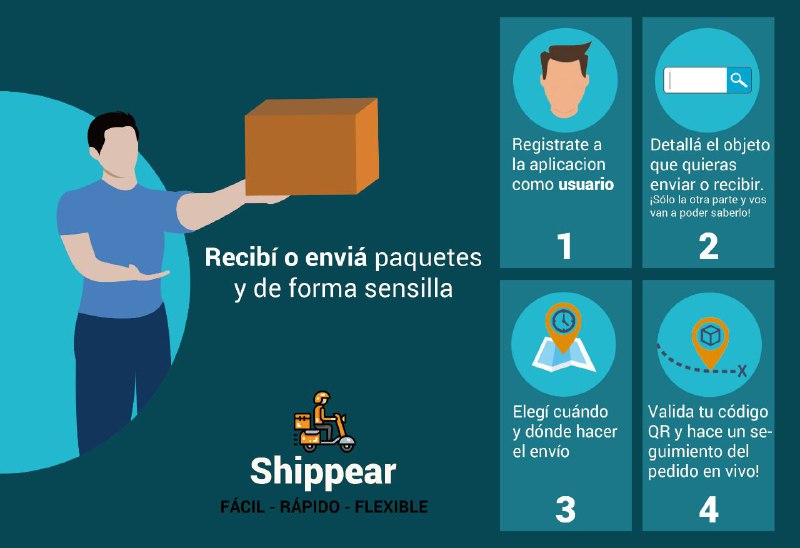 Recibí o enviá paquetes
y de forma sensilla
Shippear
FÁCIL - RÁPIDO - FLEXIBLE
Registrate a
la aplicacion
como usuario
1
Detallá el objeto
que quieras
enviar o recibir.
¡Sólo la otra parte y vos
van a poder saberlo!
2
Elegí cuándo
y dónde hacer
el envío
3
X
Valida tu código
QR y hace un se-
guimiento del
pedido en vivo!
4